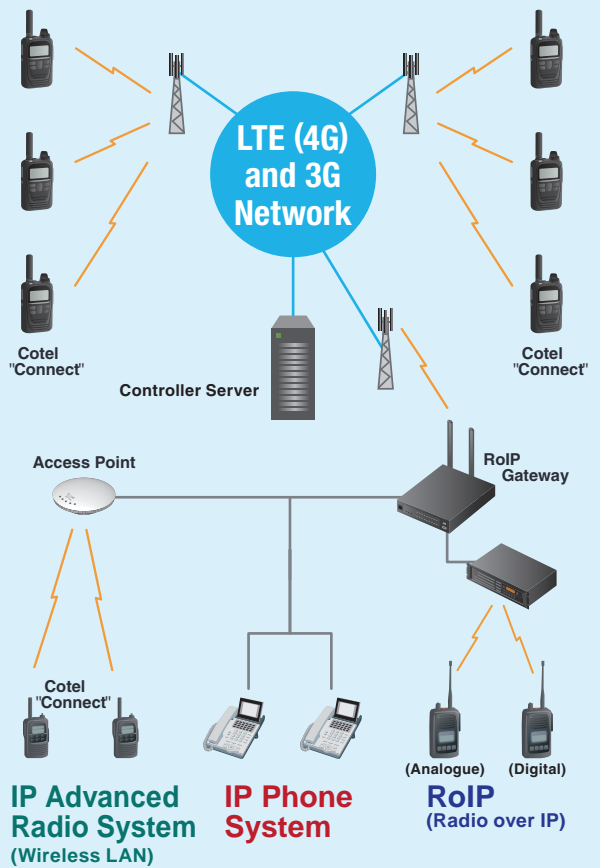 LTE (4G)
and 3G
Network
Cotel
"Connect"
Cotel
"Connect"
Controller Server
Access Point
RoIP
Gateway
Cotel
"Connect"
(Analogue)
(Digital)
IP Advanced
Radio System
(Wireless LAN)
IP Phone
System
RoIP
(Radio over IP)